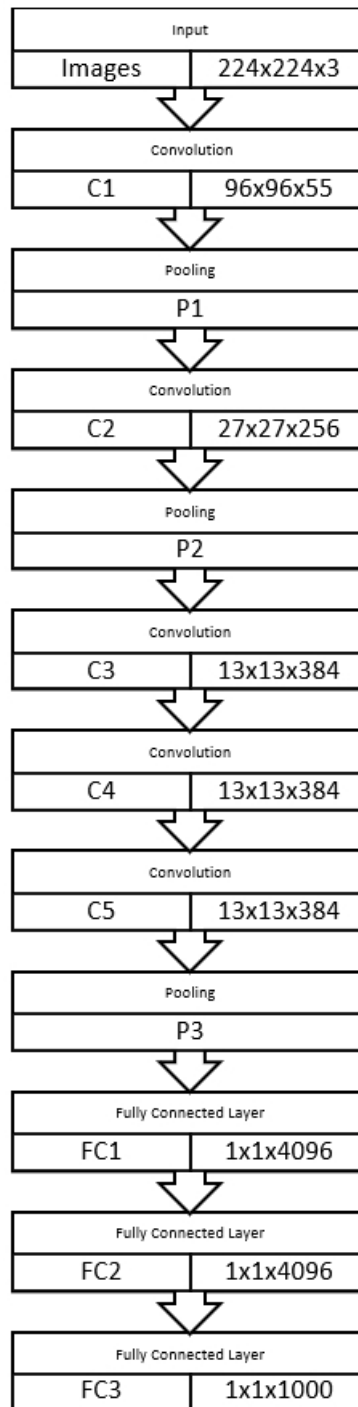 Input
Images 224x224x3
Convolution
C1 96x96x55
Pooling
P1
Convolution
C2 27x27x256
Pooling
P2
Convolution
C3 13x13x384
Convolution
C4 13x13x384
Convolution
C5 13x13x384
Pooling
P3
Fully Connected Layer
FC1 1x1x4096
Fully Connected Layer
FC2 1x1x4096
Fully Connected Layer
FC3 1x1x1000